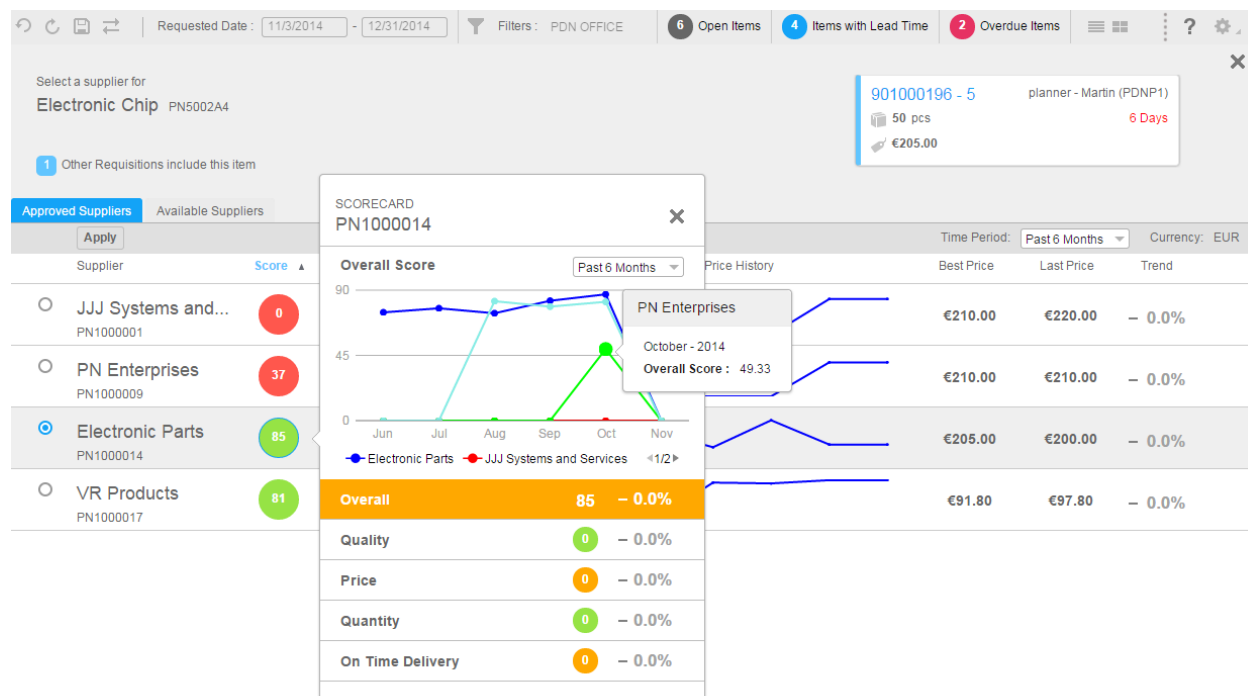 Requested Date : 11/3/2014 - 12/31/2014 Filters : PDN OFFICE 6 Open Items 4 Items with Lead Time 2 Overdue Items ?
Select a supplier for
Electronic Chip PN5002A4
1 Other Requisitions include this item
901000196 - 5 planner - Martin (PDNP1)
50 pcs 6 Days
€205.00
Approved Suppliers Available Suppliers
Apply Time Period: Past 6 Months Currency: EUR
Supplier Score Price History Best Price Last Price Trend
JJJ Systems and... 0 €210.00 €220.00 – 0.0%
PN1000001
PN Enterprises 37 €210.00 €210.00 – 0.0%
PN1000009
Electronic Parts 85 €205.00 €200.00 – 0.0%
PN1000014
VR Products 81 €91.80 €97.80 – 0.0%
PN1000017
SCORECARD
PN1000014
Overall Score Past 6 Months
90
45
0
Jun Jul Aug Sep Oct Nov
Electronic Parts JJJ Systems and Services 1/2
PN Enterprises
October - 2014
Overall Score : 49.33
Overall 85 – 0.0%
Quality 0 – 0.0%
Price 0 – 0.0%
Quantity 0 – 0.0%
On Time Delivery 0 – 0.0%